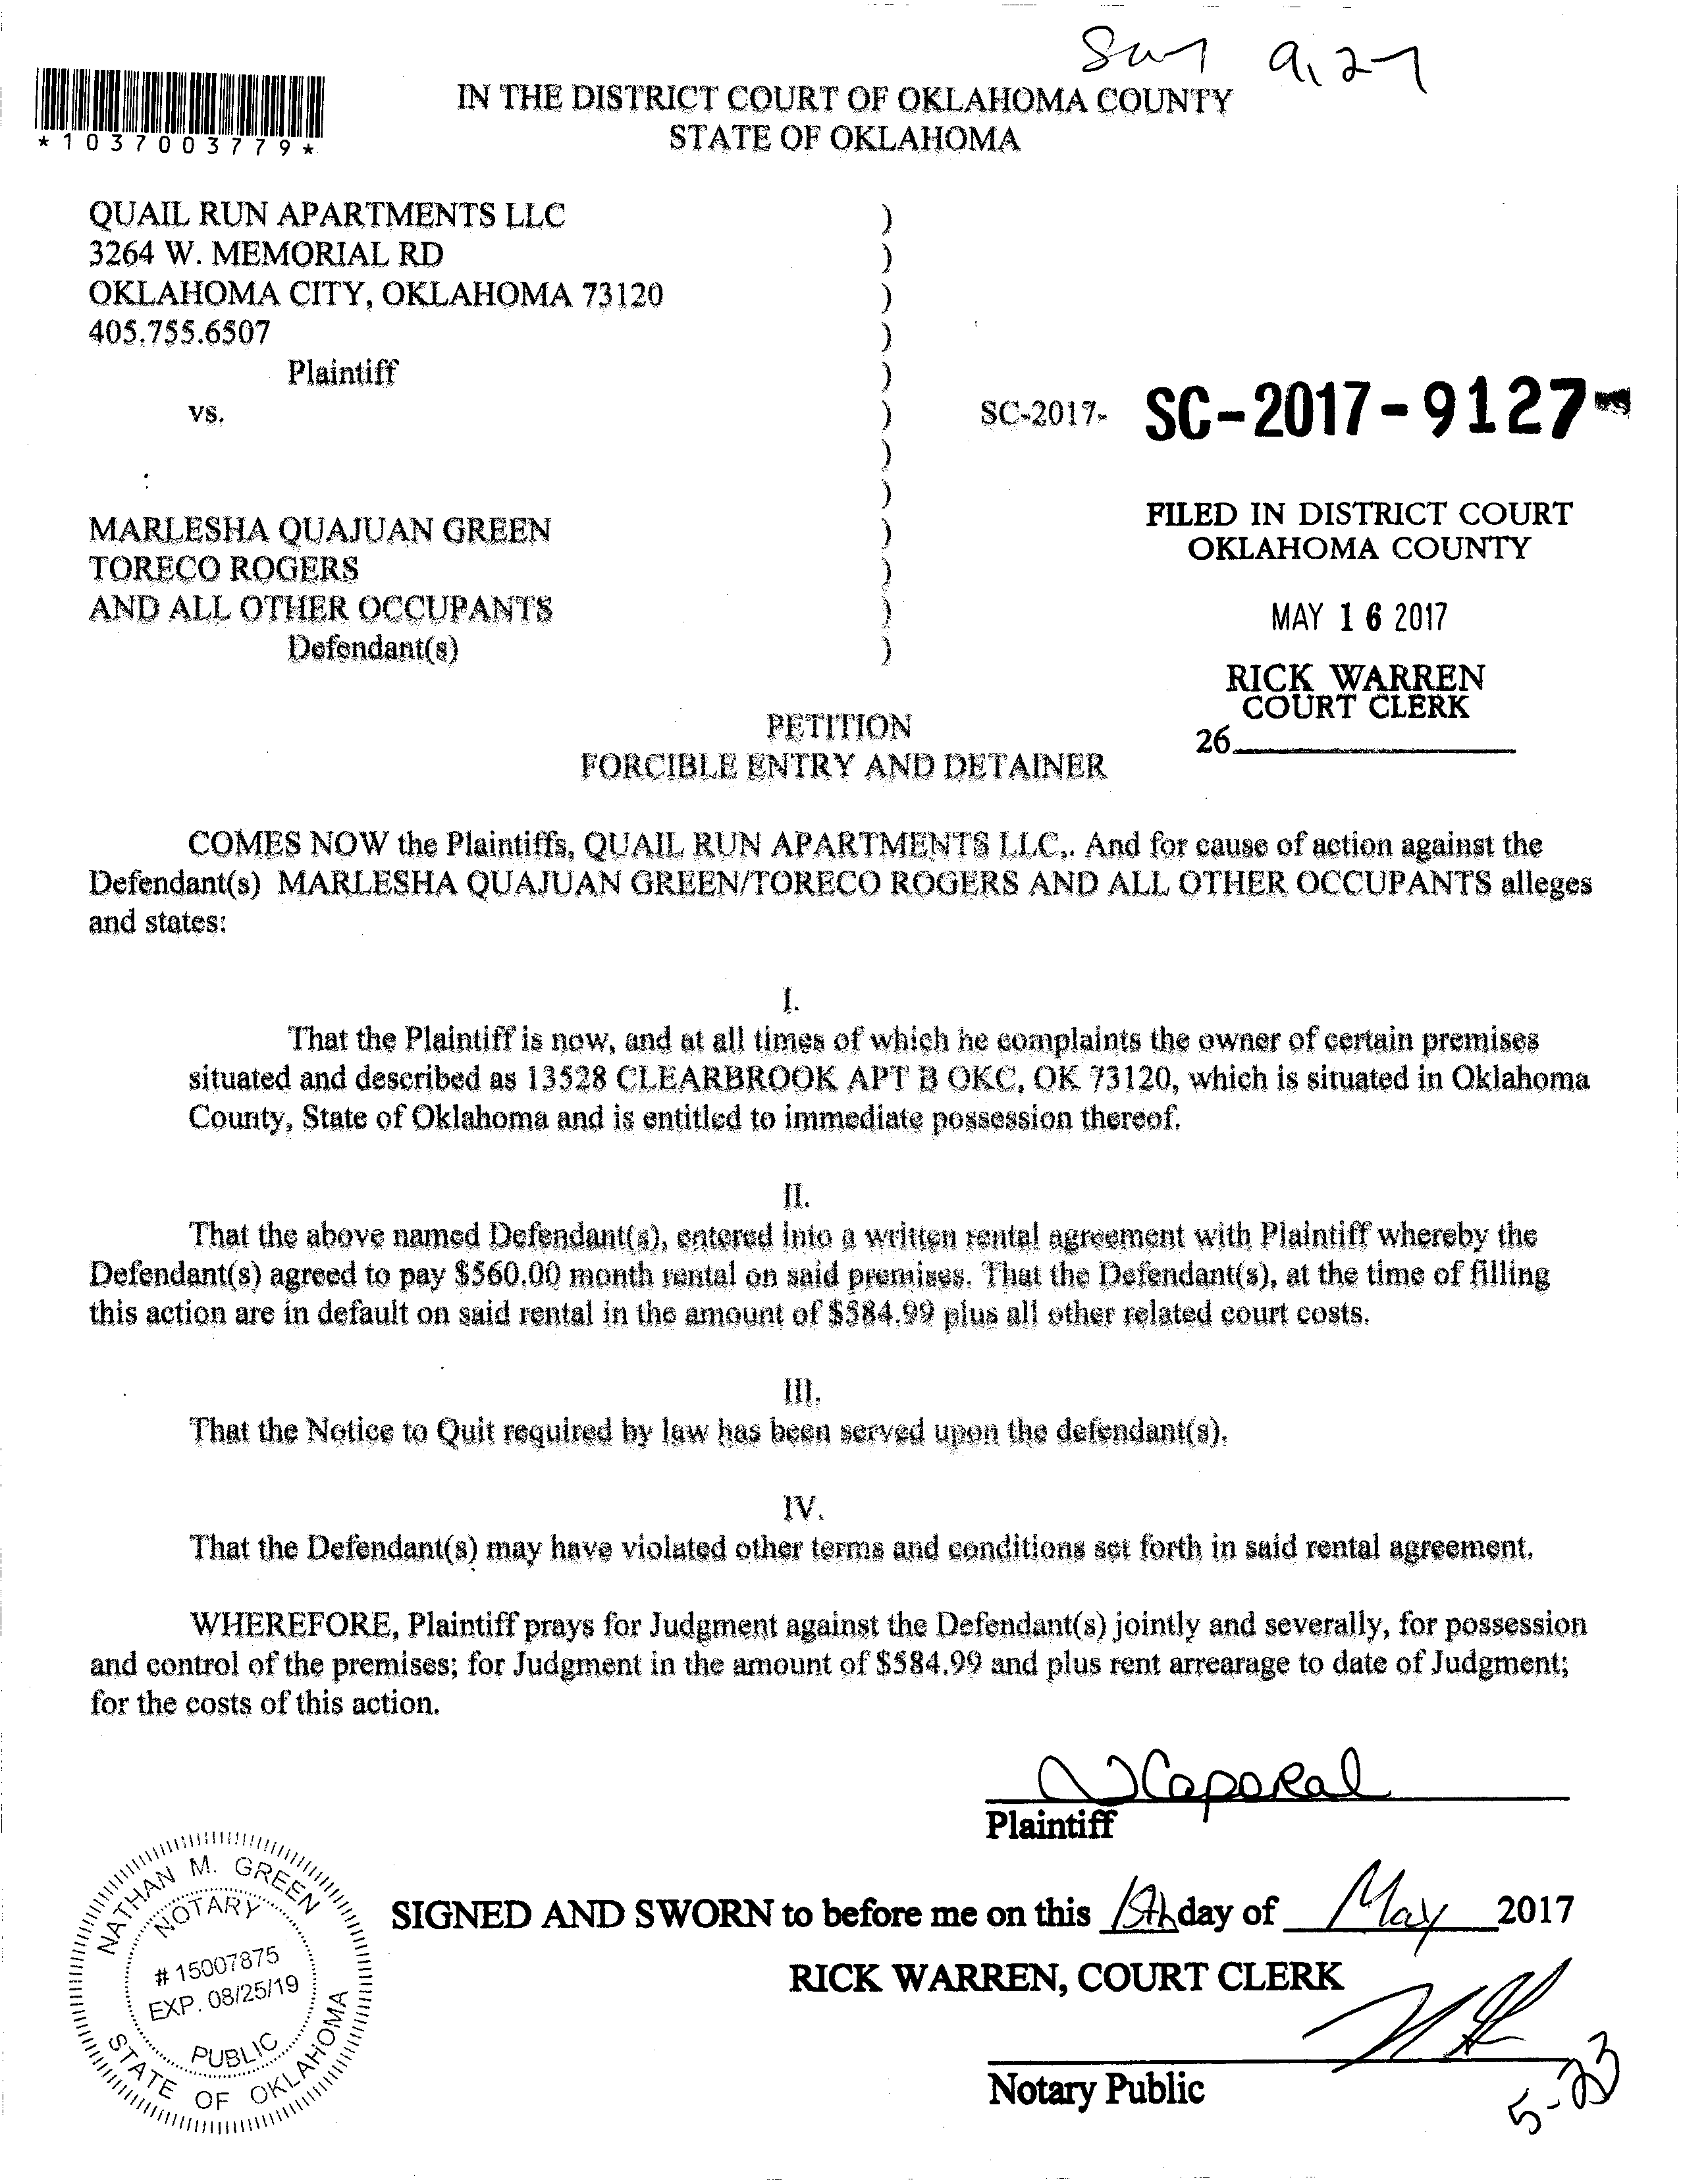 IN THE DISTRICT COURT OF OKLAHOMA COUNTY
STATE OF OKLAHOMA
*1037003779*
QUAIL RUN APARTMENTS LLC )
3264 W. MEMORIAL RD )
OKLAHOMA CITY, OKLAHOMA 73120 )
405.755.6507 )
Plaintiff )
vs. ) SC-2017- SC-2017-9127
)
)
MARLESHA QUAJUAN GREEN )
TORECO ROGERS )
AND ALL OTHER OCCUPANTS )
Defendant(s) )
FILED IN DISTRICT COURT
OKLAHOMA COUNTY
MAY 16 2017
RICK WARREN
COURT CLERK
26
PETITION
FORCIBLE ENTRY AND DETAINER
COMES NOW the Plaintiffs, QUAIL RUN APARTMENTS LLC,. And for cause of action against the
Defendant(s) MARLESHA QUAJUAN GREEN/TORECO ROGERS AND ALL OTHER OCCUPANTS alleges
and states:
I.
That the Plaintiff is now, and at all times of which he complaints the owner of certain premises
situated and described as 13528 CLEARBROOK APT B OKC, OK 73120, which is situated in Oklahoma
County, State of Oklahoma and is entitled to immediate possession thereof.
II.
That the above named Defendant(s), entered into a written rental agreement with Plaintiff whereby the
Defendant(s) agreed to pay $560.00 month rental on said premises. That the Defendant(s), at the time of filling
this action are in default on said rental in the amount of $584.99 plus all other related court costs.
III.
That the Notice to Quit required by law has been served upon the defendant(s).
IV.
That the Defendant(s) may have violated other terms and conditions set forth in said rental agreement.
WHEREFORE, Plaintiff prays for Judgment against the Defendant(s) jointly and severally, for possession
and control of the premises; for Judgment in the amount of $584.99 and plus rent arrearage to date of Judgment;
for the costs of this action.
Caporal
Plaintiff
SIGNED AND SWORN to before me on this day of May 2017
RICK WARREN, COURT CLERK
Notary Public
5-23
NATHAN M. GREEN
NOTARY
# 15007875
EXP. 08/25/19
PUBLIC
STATE OF OKLAHOMA